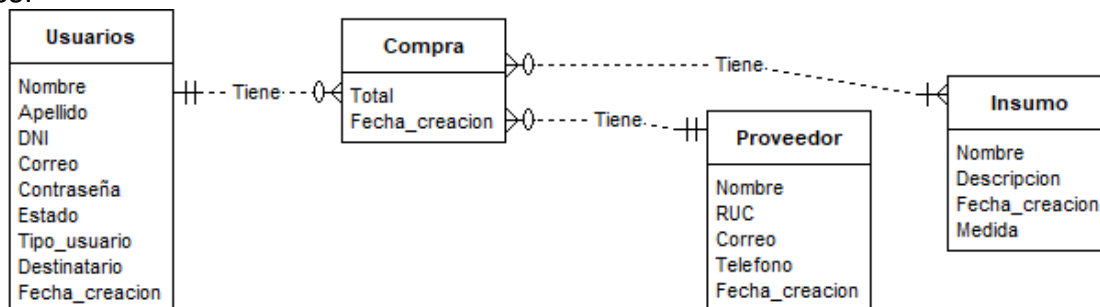 Usuarios
Nombre
Apellido
DNI
Correo
Contraseña
Estado
Tipo_usuario
Destinatario
Fecha_creacion
Tiene
Compra
Total
Fecha_creacion
Tiene
Tiene
Proveedor
Nombre
RUC
Correo
Telefono
Fecha_creacion
Insumo
Nombre
Descripcion
Fecha_creacion
Medida